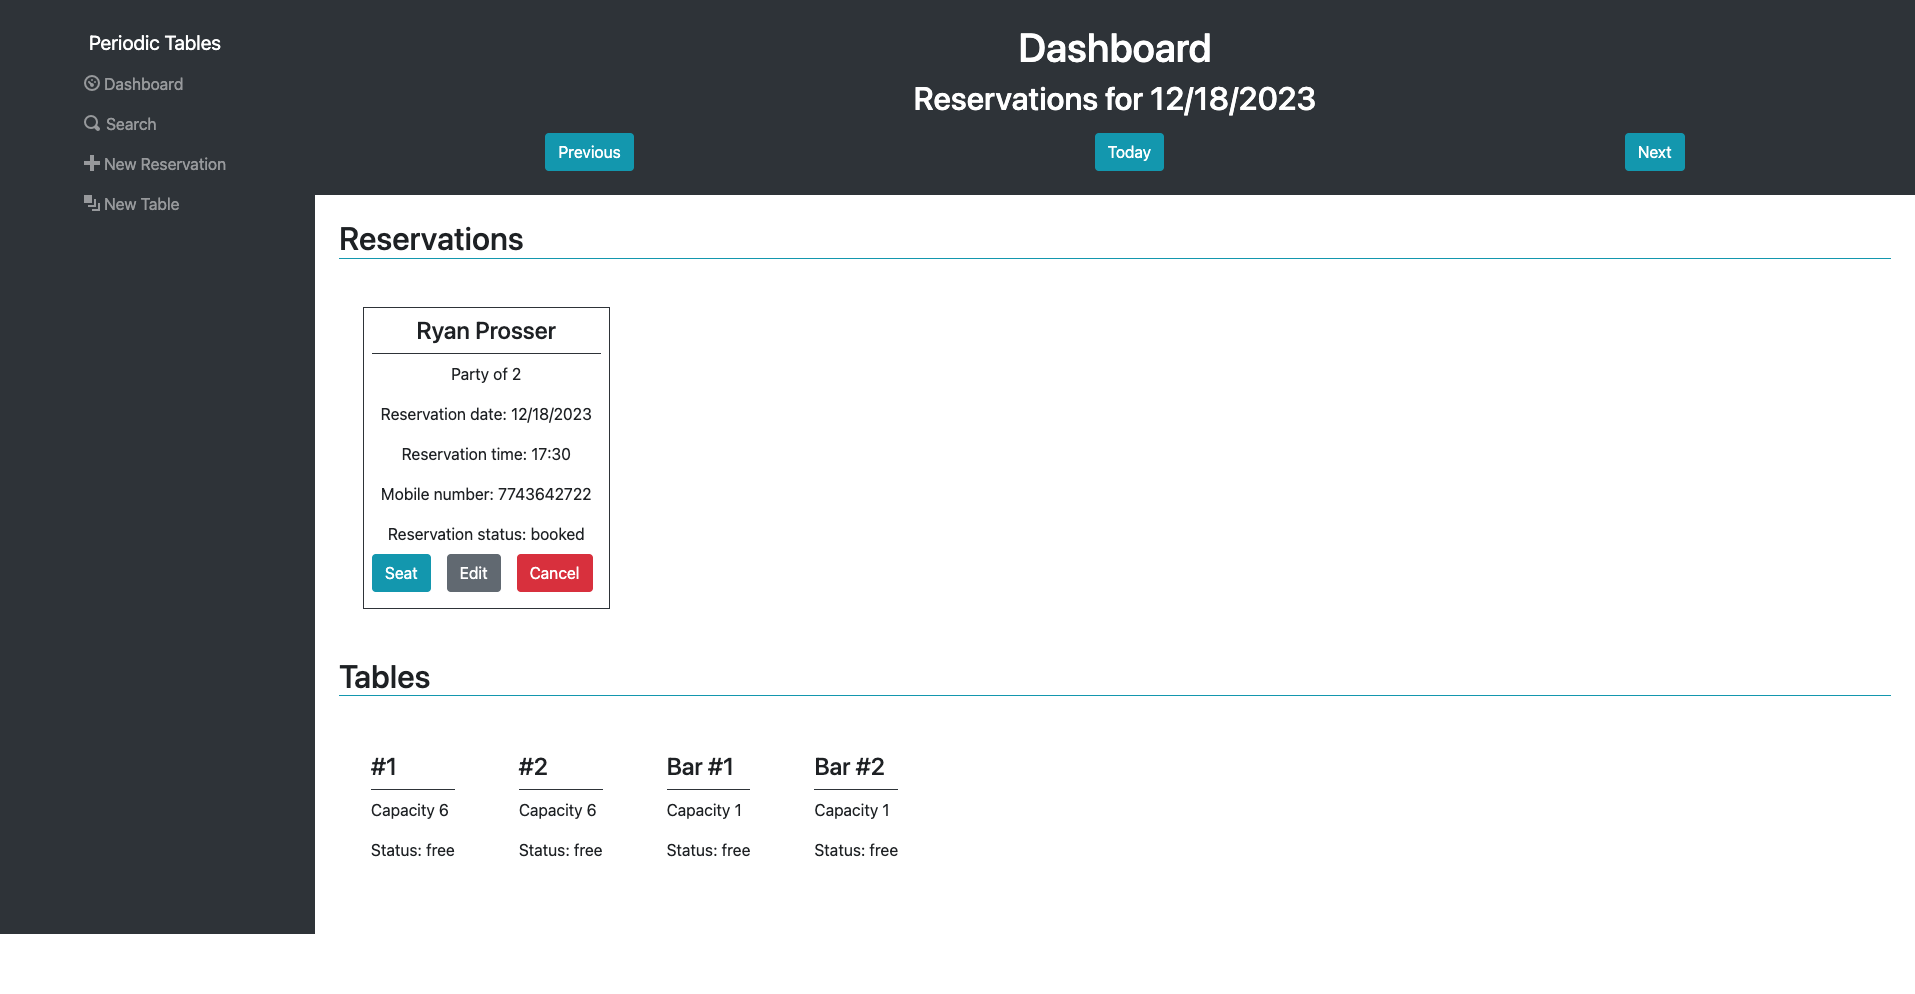 Periodic Tables
Dashboard
Search
New Reservation
New Table
Dashboard
Reservations for 12/18/2023
Previous
Today
Next
Reservations
Ryan Prosser
Party of 2
Reservation date: 12/18/2023
Reservation time: 17:30
Mobile number: 7743642722
Reservation status: booked
Seat
Edit
Cancel
Tables
#1
Capacity 6
Status: free
#2
Capacity 6
Status: free
Bar #1
Capacity 1
Status: free
Bar #2
Capacity 1
Status: free